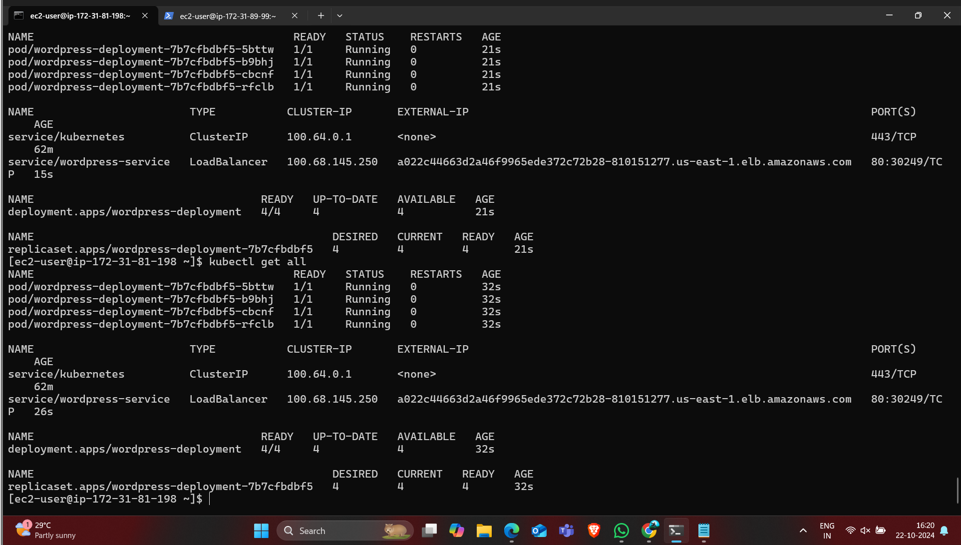 ec2-user@ip-172-31-81-198:~
ec2-user@ip-172-31-89-99:~
NAME READY STATUS RESTARTS AGE
pod/wordpress-deployment-7b7cfbdbf5-5bttw 1/1 Running 0 21s
pod/wordpress-deployment-7b7cfbdbf5-b9bhj 1/1 Running 0 21s
pod/wordpress-deployment-7b7cfbdbf5-cbcnf 1/1 Running 0 21s
pod/wordpress-deployment-7b7cfbdbf5-rfclb 1/1 Running 0 21s
NAME TYPE CLUSTER-IP EXTERNAL-IP PORT(S)
AGE
service/kubernetes ClusterIP 100.64.0.1 <none> 443/TCP
62m
service/wordpress-service LoadBalancer 100.68.145.250 a022c44663d2a46f9965ede372c72b28-810151277.us-east-1.elb.amazonaws.com 80:30249/TC
P 15s
NAME READY UP-TO-DATE AVAILABLE AGE
deployment.apps/wordpress-deployment 4/4 4 4 21s
NAME DESIRED CURRENT READY AGE
replicaset.apps/wordpress-deployment-7b7cfbdbf5 4 4 4 21s
[ec2-user@ip-172-31-81-198 ~]$ kubectl get all
NAME READY STATUS RESTARTS AGE
pod/wordpress-deployment-7b7cfbdbf5-5bttw 1/1 Running 0 32s
pod/wordpress-deployment-7b7cfbdbf5-b9bhj 1/1 Running 0 32s
pod/wordpress-deployment-7b7cfbdbf5-cbcnf 1/1 Running 0 32s
pod/wordpress-deployment-7b7cfbdbf5-rfclb 1/1 Running 0 32s
NAME TYPE CLUSTER-IP EXTERNAL-IP PORT(S)
AGE
service/kubernetes ClusterIP 100.64.0.1 <none> 443/TCP
62m
service/wordpress-service LoadBalancer 100.68.145.250 a022c44663d2a46f9965ede372c72b28-810151277.us-east-1.elb.amazonaws.com 80:30249/TC
P 26s
NAME READY UP-TO-DATE AVAILABLE AGE
deployment.apps/wordpress-deployment 4/4 4 4 32s
NAME DESIRED CURRENT READY AGE
replicaset.apps/wordpress-deployment-7b7cfbdbf5 4 4 4 32s
[ec2-user@ip-172-31-81-198 ~]$
1
29°C
Partly sunny
Search
ENG
IN
16:20
22-10-2024